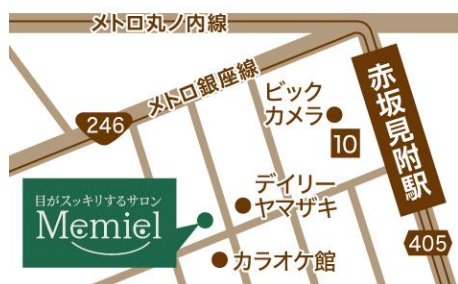 メトロ丸ノ内線
メトロ銀座線
246
ビック
カメラ
10
赤坂見附駅
デイリー
ヤマザキ
目がスッキリするサロン
Memiel
カラオケ館
405